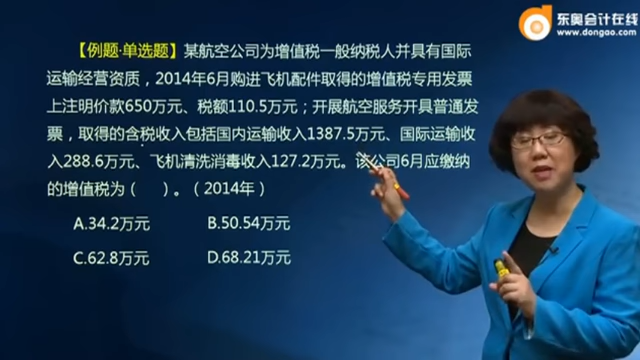 东奥会计在线
www.dongao.com
【例题·单选题】某航空公司为增值税一般纳税人并具有国际
运输经营资质，2014年6月购进飞机配件取得的增值税专用发票
上注明价款650万元、税额110.5万元；开展航空服务开具普通发
票，取得的含税收入包括国内运输收入1387.5万元、国际运输收
入288.6万元、飞机清洗消毒收入127.2万元。该公司6月应缴纳
的增值税为（ ）。（2014年）
A.34.2万元 B.50.54万元
C.62.8万元 D.68.21万元